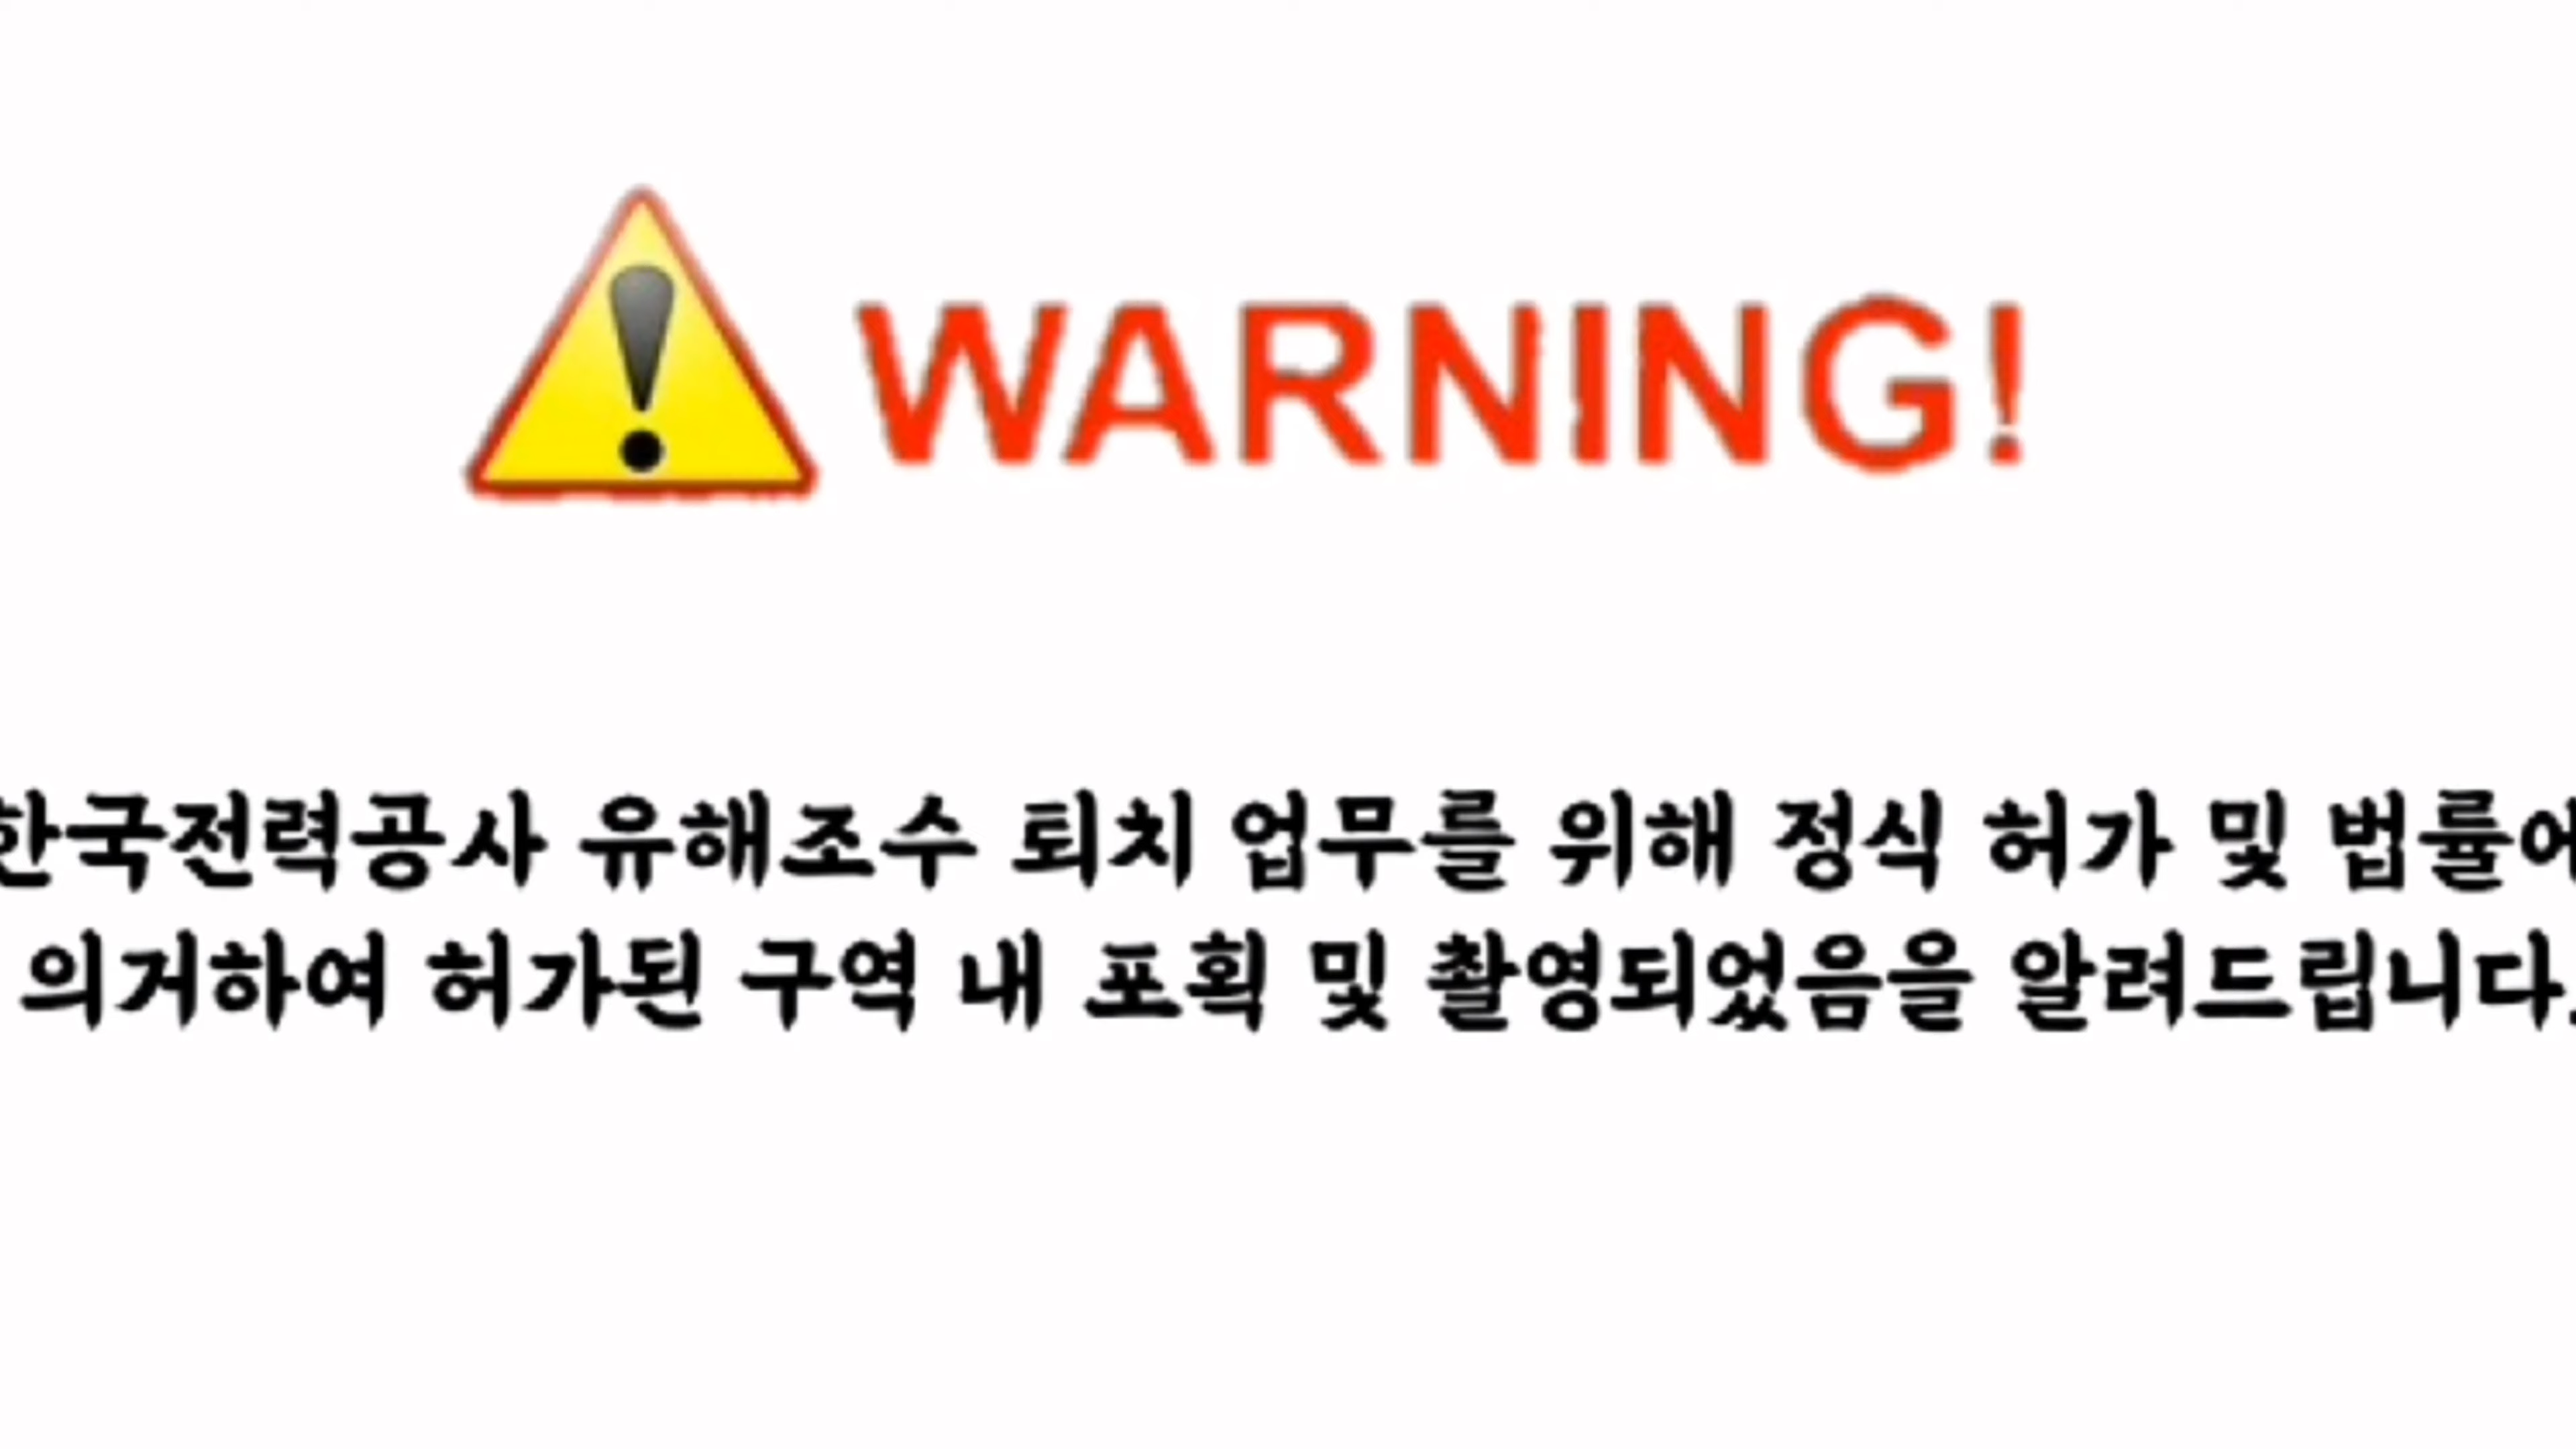 WARNING!
한국전력공사 유해조수 퇴치 업무를 위해 정식 허가 및 법률에
의거하여 허가된 구역 내 포획 및 촬영되었음을 알려드립니다.